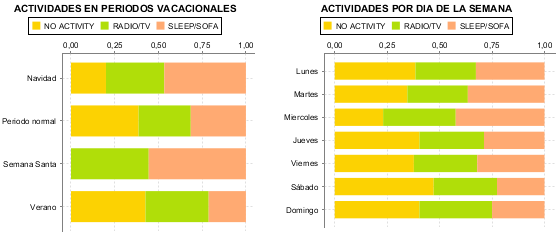 ACTIVIDADES EN PERIODOS VACACIONALES
NO ACTIVITY RADIO/TV SLEEP/SOFA
0,00 0,25 0,50 0,75 1,00
Navidad
Periodo normal
Semana Santa
Verano
ACTIVIDADES POR DIA DE LA SEMANA
NO ACTIVITY RADIO/TV SLEEP/SOFA
0,00 0,25 0,50 0,75 1,00
Lunes
Martes
Miercoles
Jueves
Viernes
Sábado
Domingo